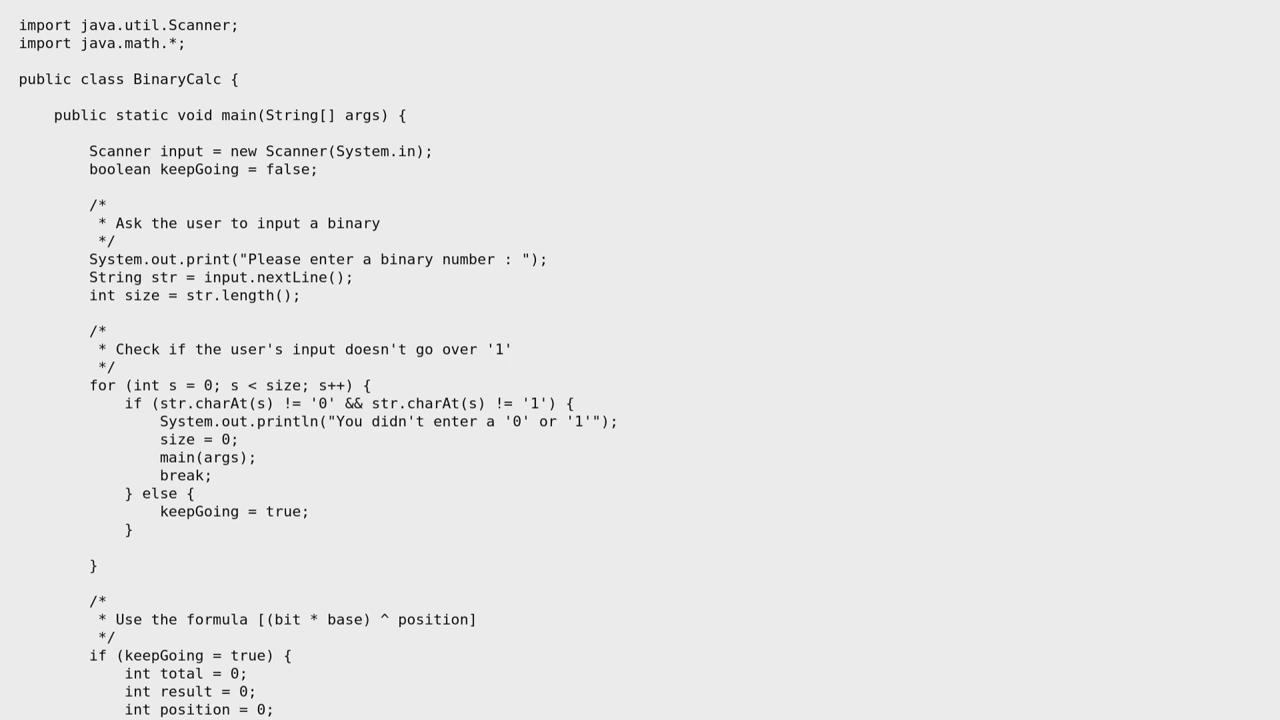 import java.util.Scanner;
import java.math.*;
public class BinaryCalc {
public static void main(String[] args) {
Scanner input = new Scanner(System.in);
boolean keepGoing = false;
/*
* Ask the user to input a binary
*/
System.out.print("Please enter a binary number : ");
String str = input.nextLine();
int size = str.length();
/*
* Check if the user's input doesn't go over '1'
*/
for (int s = 0; s < size; s++) {
if (str.charAt(s) != '0' && str.charAt(s) != '1') {
System.out.println("You didn't enter a '0' or '1'");
size = 0;
main(args);
break;
} else {
keepGoing = true;
}
}
/*
* Use the formula [(bit * base) ^ position]
*/
if (keepGoing = true) {
int total = 0;
int result = 0;
int position = 0;